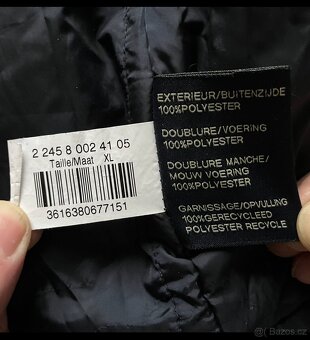 2 245 8 002 41 05
Taille/Maat XL
3616380677151
EXTERIEUR/BUITENZIJDE
100%POLYESTER
DOUBLURE/VOERING
100%POLYESTER
DOUBLURE MANCHE/
MOUW VOERING
100%POLYESTER
GARNISSAGE/OPVULLING
100%GERECYCLEED
POLYESTER RECYCLE
sbazar.cz